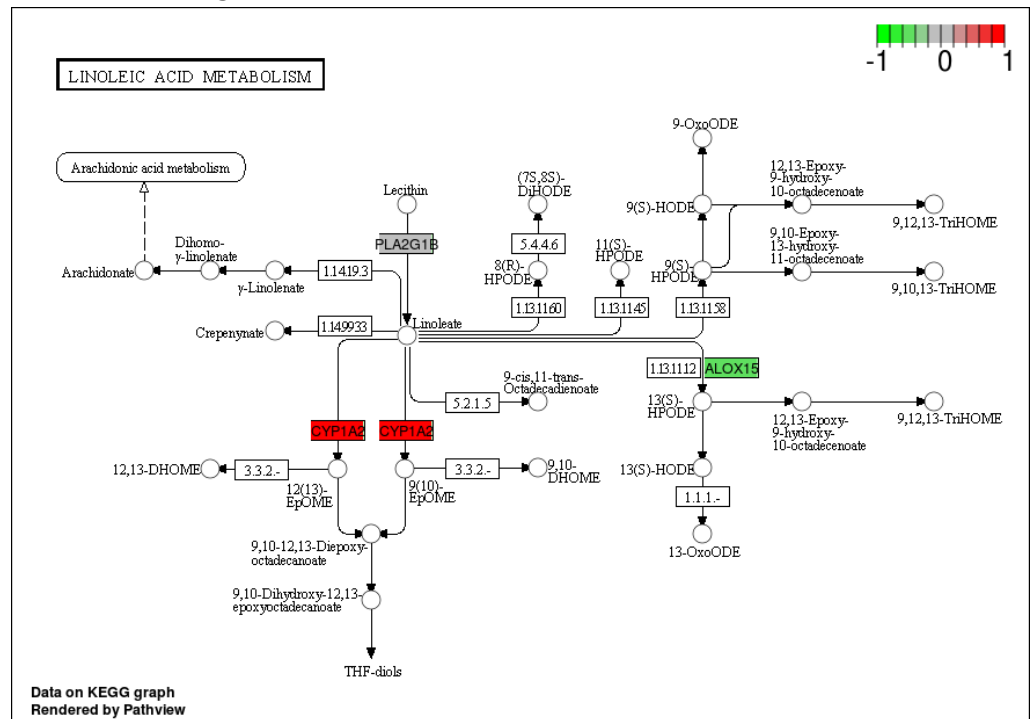 -1 0 1
LINOLEIC ACID METABOLISM
9-OxoODE
Arachidonic acid metabolism
Lecithin
(7S,8S)-
DiHODE
12,13-Epoxy-
9-hydroxy-
10-octadecenoate
9(S)-HODE
9,12,13-TriHOME
PLA2G1B
5.4.4.6
11(S)-
HPODE
9,10-Epoxy-
13-hydroxy-
11-octadecenoate
Dihomo-
γ-linolenate
Arachidonate
γ-Linolenate
1.14.19.3
8(R)-
HPODE
9(S)-
HPODE
9,10,13-TriHOME
1.13.11.60
1.13.11.45
1.13.11.58
Crepenynate
1.14.99.33
Linoleate
1.13.11.12
ALOX15
9-cis,11-trans-
Octadecadienoate
5.2.1.5
13(S)-
HPODE
12,13-Epoxy-
9-hydroxy-
10-octadecenoate
9,12,13-TriHOME
CYP1A2
CYP1A2
12,13-DHOME
3.3.2.-
12(13)-
EpOME
9(10)-
EpOME
3.3.2.-
9,10-
DHOME
13(S)-HODE
1.1.1.-
13-OxoODE
9,10-12,13-Diepoxy-
octadecanoate
9,10-Dihydroxy-12,13-
epoxyoctadecanoate
THF-diols
Data on KEGG graph
Rendered by Pathview